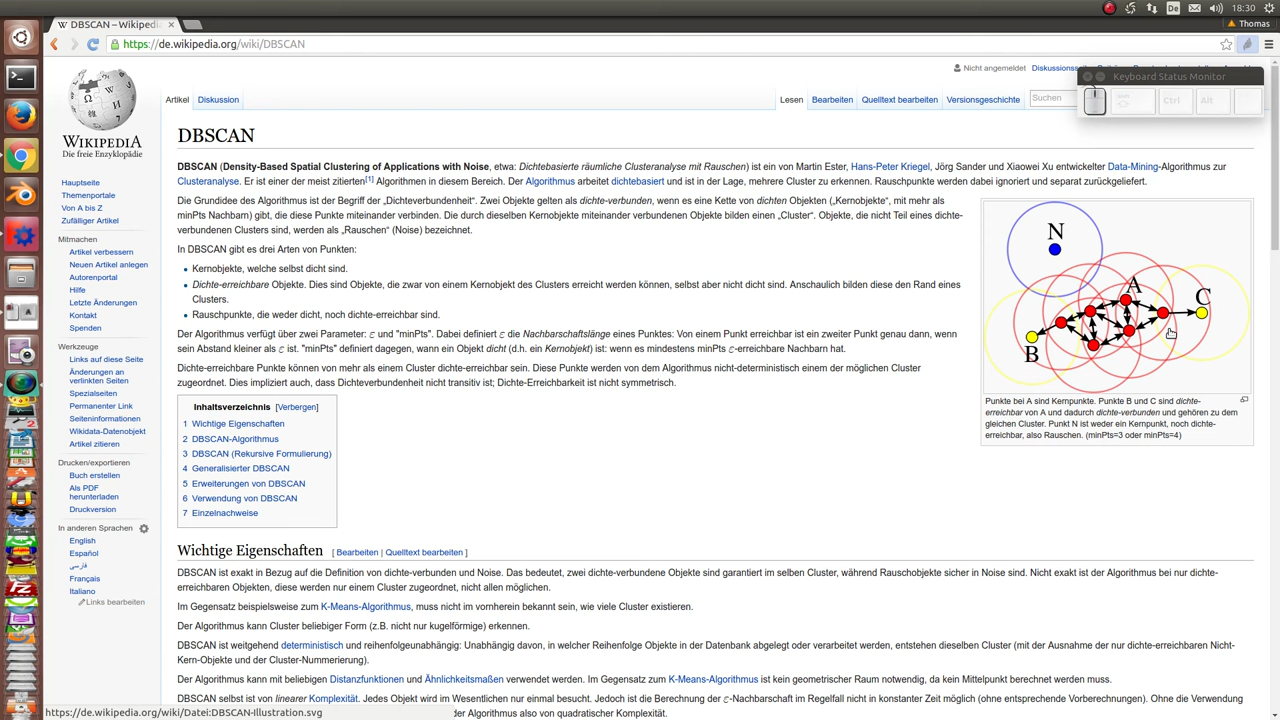 18:30
De
W DBSCAN – Wikipedi
Thomas
https://de.wikipedia.org/wiki/DBSCAN
Nicht angemeldet
Diskussionsse
Keyboard Status Monitor
Ctrl
Alt
WIKIPEDIA
Die freie Enzyklopädie
Artikel
Diskussion
Lesen
Bearbeiten
Quelltext bearbeiten
Versionsgeschichte
Suchen
DBSCAN
DBSCAN (Density-Based Spatial Clustering of Applications with Noise, etwa: Dichtebasierte räumliche Clusteranalyse mit Rauschen) ist ein von Martin Ester, Hans-Peter Kriegel, Jörg Sander und Xiaowei Xu entwickelter Data-Mining-Algorithmus zur
Clusteranalyse. Er ist einer der meist zitierten[1] Algorithmen in diesem Bereich. Der Algorithmus arbeitet dichtebasiert und ist in der Lage, mehrere Cluster zu erkennen. Rauschpunkte werden dabei ignoriert und separat zurückgeliefert.
Die Grundidee des Algorithmus ist der Begriff der „Dichteverbundenheit“. Zwei Objekte gelten als dichte-verbunden, wenn es eine Kette von dichten Objekten („Kernobjekte“, mit mehr als
minPts Nachbarn) gibt, die diese Punkte miteinander verbinden. Die durch dieselben Kernobjekte miteinander verbundenen Objekte bilden einen „Cluster“. Objekte, die nicht Teil eines dichte-
verbundenen Clusters sind, werden als „Rauschen“ (Noise) bezeichnet.
In DBSCAN gibt es drei Arten von Punkten:
• Kernobjekte, welche selbst dicht sind.
• Dichte-erreichbare Objekte. Dies sind Objekte, die zwar von einem Kernobjekt des Clusters erreicht werden können, selbst aber nicht dicht sind. Anschaulich bilden diese den Rand eines
Clusters.
• Rauschpunkte, die weder dicht, noch dichte-erreichbar sind.
Der Algorithmus verfügt über zwei Parameter: ε und "minPts". Dabei definiert ε die Nachbarschaftslänge eines Punktes: Von einem Punkt erreichbar ist ein zweiter Punkt genau dann, wenn
sein Abstand kleiner als ε ist. "minPts" definiert dagegen, wann ein Objekt dicht (d.h. ein Kernobjekt) ist: wenn es mindestens minPts ε-erreichbare Nachbarn hat.
Dichte-erreichbare Punkte können von mehr als einem Cluster dichte-erreichbar sein. Diese Punkte werden von dem Algorithmus nicht-deterministisch einem der möglichen Cluster
zugeordnet. Dies impliziert auch, dass Dichteverbundenheit nicht transitiv ist; Dichte-Erreichbarkeit ist nicht symmetrisch.
N
A
C
B
Punkte bei A sind Kernpunkte. Punkte B und C sind dichte-
erreichbar von A und dadurch dichte-verbunden und gehören zu dem
gleichen Cluster. Punkt N ist weder ein Kernpunkt, noch dichte-
erreichbar, also Rauschen. (minPts=3 oder minPts=4)
Inhaltsverzeichnis [Verbergen]
1 Wichtige Eigenschaften
2 DBSCAN-Algorithmus
3 DBSCAN (Rekursive Formulierung)
4 Generalisierter DBSCAN
5 Erweiterungen von DBSCAN
6 Verwendung von DBSCAN
7 Einzelnachweise
Wichtige Eigenschaften [ Bearbeiten | Quelltext bearbeiten ]
DBSCAN ist exakt in Bezug auf die Definition von dichte-verbunden und Noise. Das bedeutet, zwei dichte-verbundene Objekte sind garantiert im selben Cluster, während Rauschobjekte sicher in Noise sind. Nicht exakt ist der Algorithmus bei nur dichte-
erreichbaren Objekten, diese werden nur einem Cluster zugeordnet, nicht allen möglichen.
Im Gegensatz beispielsweise zum K-Means-Algorithmus, muss nicht im vornherein bekannt sein, wie viele Cluster existieren.
Der Algorithmus kann Cluster beliebiger Form (z.B. nicht nur kugelförmige) erkennen.
DBSCAN ist weitgehend deterministisch und reihenfolgeunabhängig: Unabhängig davon, in welcher Reihenfolge Objekte in der Datenbank abgelegt oder verarbeitet werden, entstehen dieselben Cluster (mit der Ausnahme der nur dichte-erreichbaren Nicht-
Kern-Objekte und der Cluster-Nummerierung).
Der Algorithmus kann mit beliebigen Distanzfunktionen und Ähnlichkeitsmaßen verwendet werden. Im Gegensatz zum K-Means-Algorithmus ist kein geometrischer Raum notwendig, da kein Mittelpunkt berechnet werden muss.
DBSCAN selbst ist von linearer Komplexität. Jedes Objekt wird im Wesentlichen nur einmal besucht. Jedoch ist die Berechnung der ε-Nachbarschaft im Regelfall nicht in konstanter Zeit möglich (ohne entsprechende Vorberechnungen). Ohne die Verwendung
der Algorithmus also von quadratischer Komplexität.
Hauptseite
Themenportale
Von A bis Z
Zufälliger Artikel
Mitmachen
Artikel verbessern
Neuen Artikel anlegen
Autorenportal
Hilfe
Letzte Änderungen
Kontakt
Spenden
Werkzeuge
Links auf diese Seite
Änderungen an
verlinkten Seiten
Spezialseiten
Permanenter Link
Seiteninformationen
Wikidata-Datenobjekt
Artikel zitieren
Drucken/exportieren
Buch erstellen
Als PDF
herunterladen
Druckversion
In anderen Sprachen
English
Español
فارسی
Français
Italiano
Links bearbeiten
https://de.wikipedia.org/wiki/Datei:DBSCAN-Illustration.svg